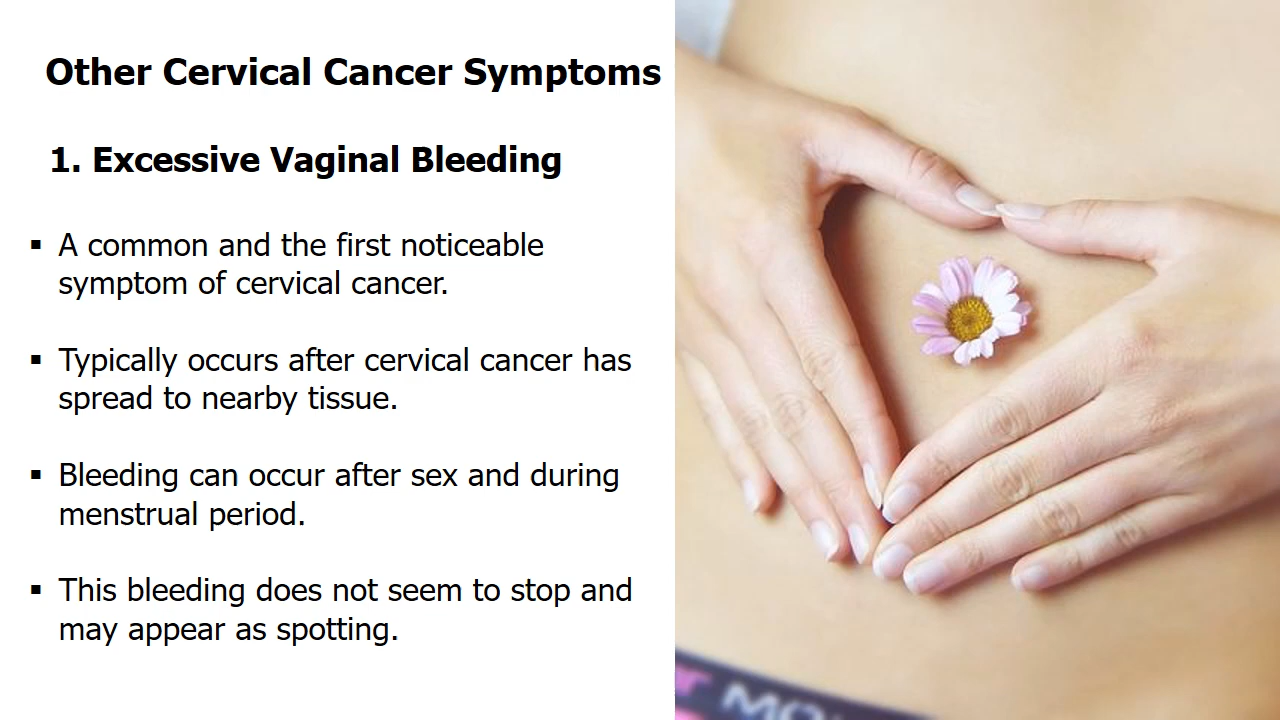 Other Cervical Cancer Symptoms
1. Excessive Vaginal Bleeding
▪ A common and the first noticeable
symptom of cervical cancer.
▪ Typically occurs after cervical cancer has
spread to nearby tissue.
▪ Bleeding can occur after sex and during
menstrual period.
▪ This bleeding does not seem to stop and
may appear as spotting.